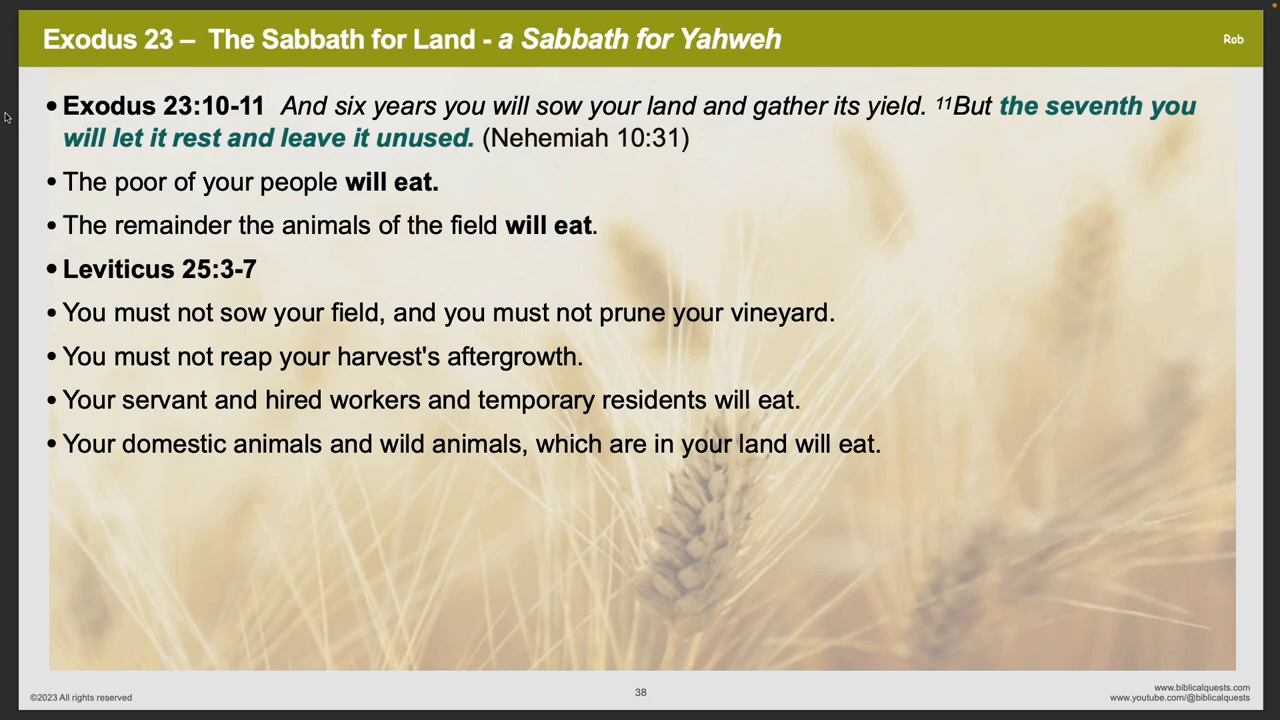 Exodus 23 – The Sabbath for Land - a Sabbath for Yahweh
Rob
• Exodus 23:10-11 And six years you will sow your land and gather its yield. ¹¹But the seventh you
will let it rest and leave it unused. (Nehemiah 10:31)
• The poor of your people will eat.
• The remainder the animals of the field will eat.
• Leviticus 25:3-7
• You must not sow your field, and you must not prune your vineyard.
• You must not reap your harvest's aftergrowth.
• Your servant and hired workers and temporary residents will eat.
• Your domestic animals and wild animals, which are in your land will eat.
©2023 All rights reserved
38
www.biblicalquests.com
www.youtube.com/@biblicalquests